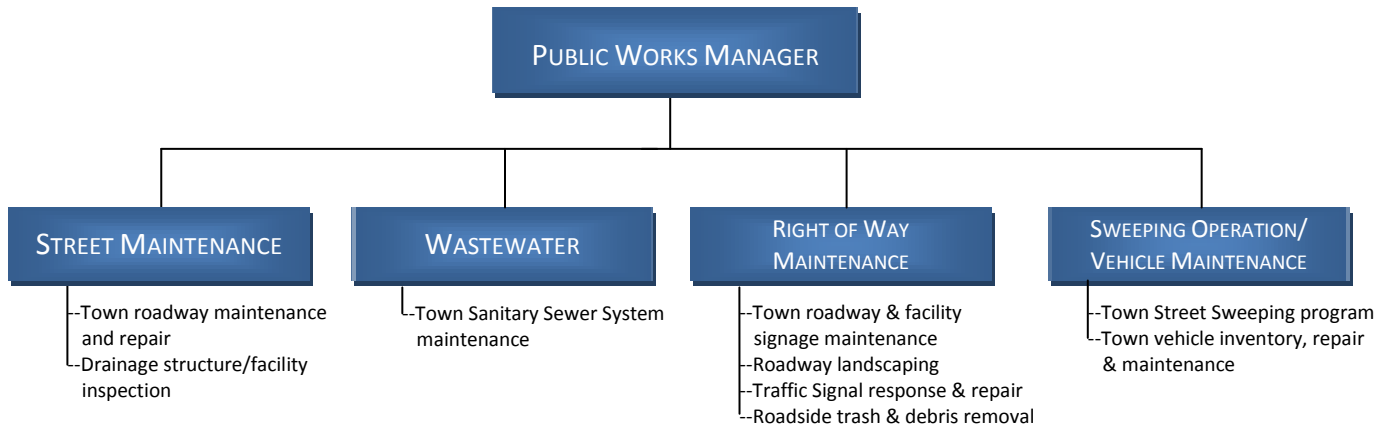 PUBLIC WORKS MANAGER
STREET MAINTENANCE
--Town roadway maintenance
and repair
--Drainage structure/facility
inspection
WASTEWATER
--Town Sanitary Sewer System
maintenance
RIGHT OF WAY
MAINTENANCE
--Town roadway & facility
signage maintenance
--Roadway landscaping
--Traffic Signal response & repair
--Roadside trash & debris removal
SWEEPING OPERATION/
VEHICLE MAINTENANCE
--Town Street Sweeping program
--Town vehicle inventory, repair
& maintenance